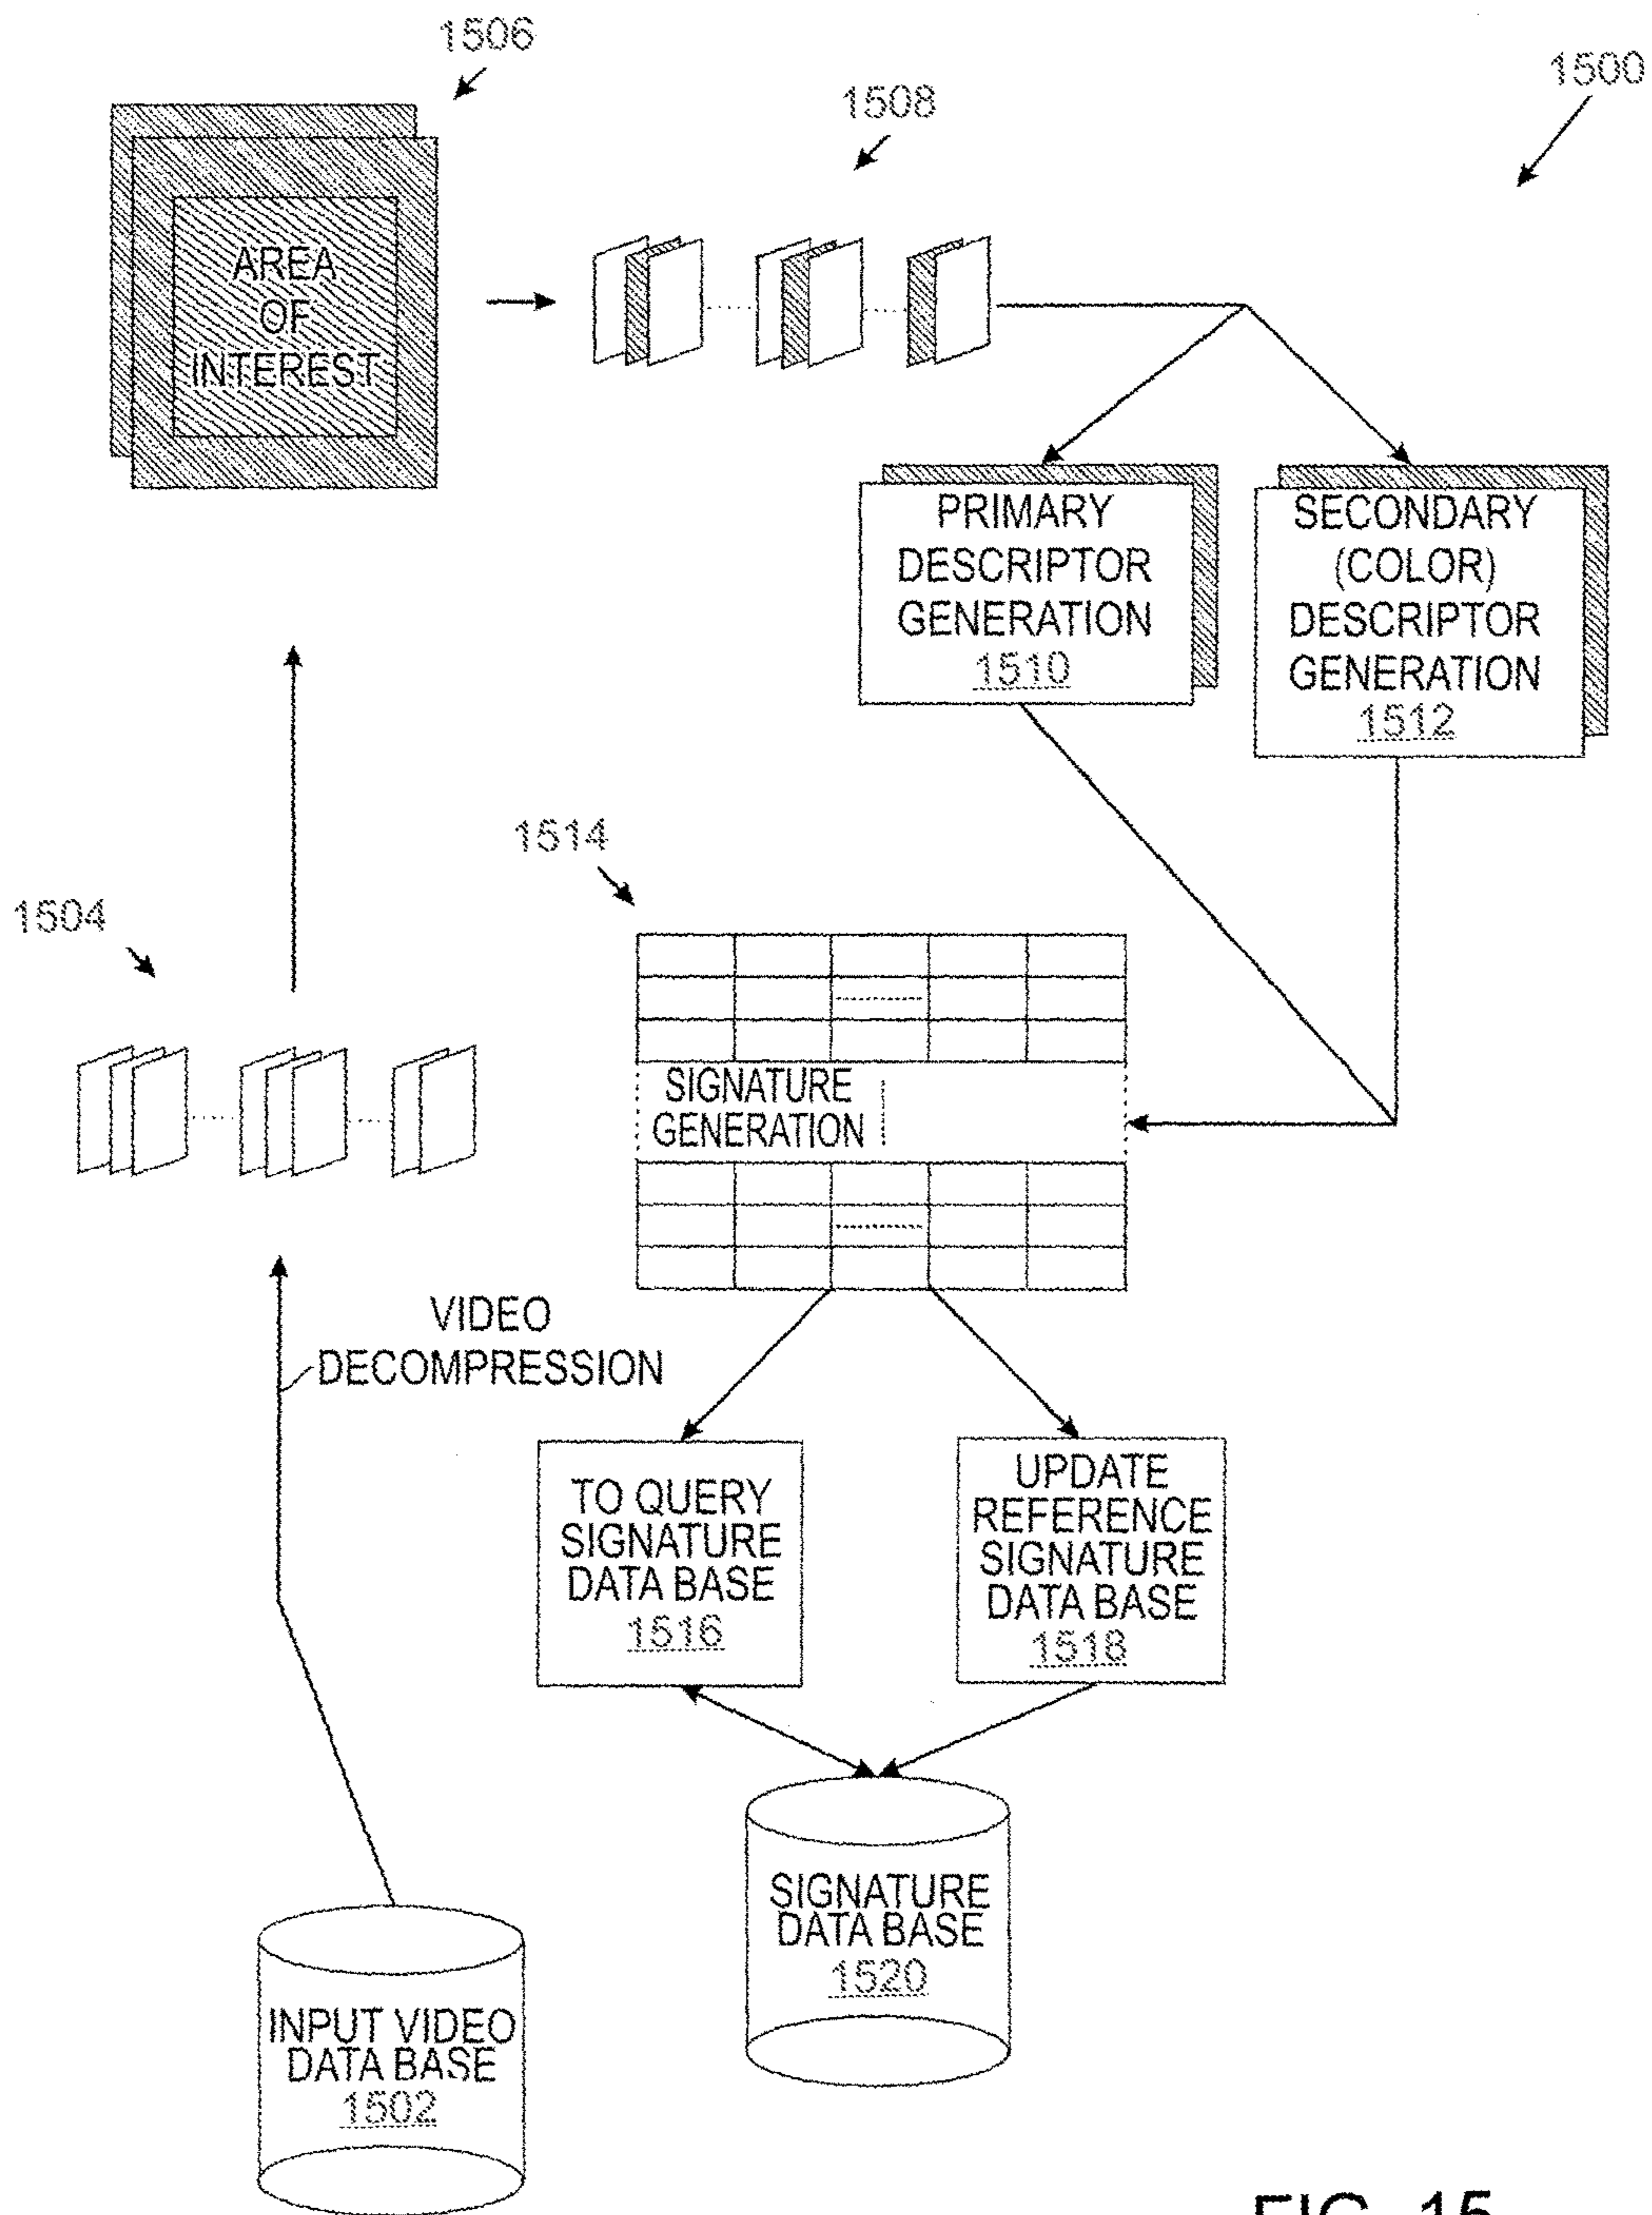 1506
1508
1500
AREA
OF
INTEREST
PRIMARY
DESCRIPTOR
GENERATION
1510
SECONDARY
(COLOR)
DESCRIPTOR
GENERATION
1512
1514
1504
SIGNATURE
GENERATION
VIDEO
DECOMPRESSION
TO QUERY
SIGNATURE
DATA BASE
1516
UPDATE
REFERENCE
SIGNATURE
DATA BASE
1518
SIGNATURE
DATA BASE
1520
INPUT VIDEO
DATA BASE
1502
FIG. 15